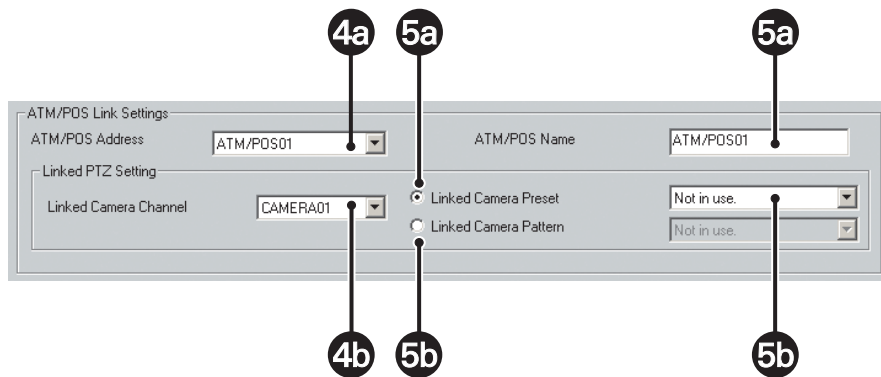 4a 5a 5a
ATM/POS Link Settings
ATM/POS Address ATM/POS01 ATM/POS Name ATM/POS01
Linked PTZ Setting
Linked Camera Channel CAMERA01 Linked Camera Preset Not in use.
Linked Camera Pattern Not in use.
4b 5b 5b